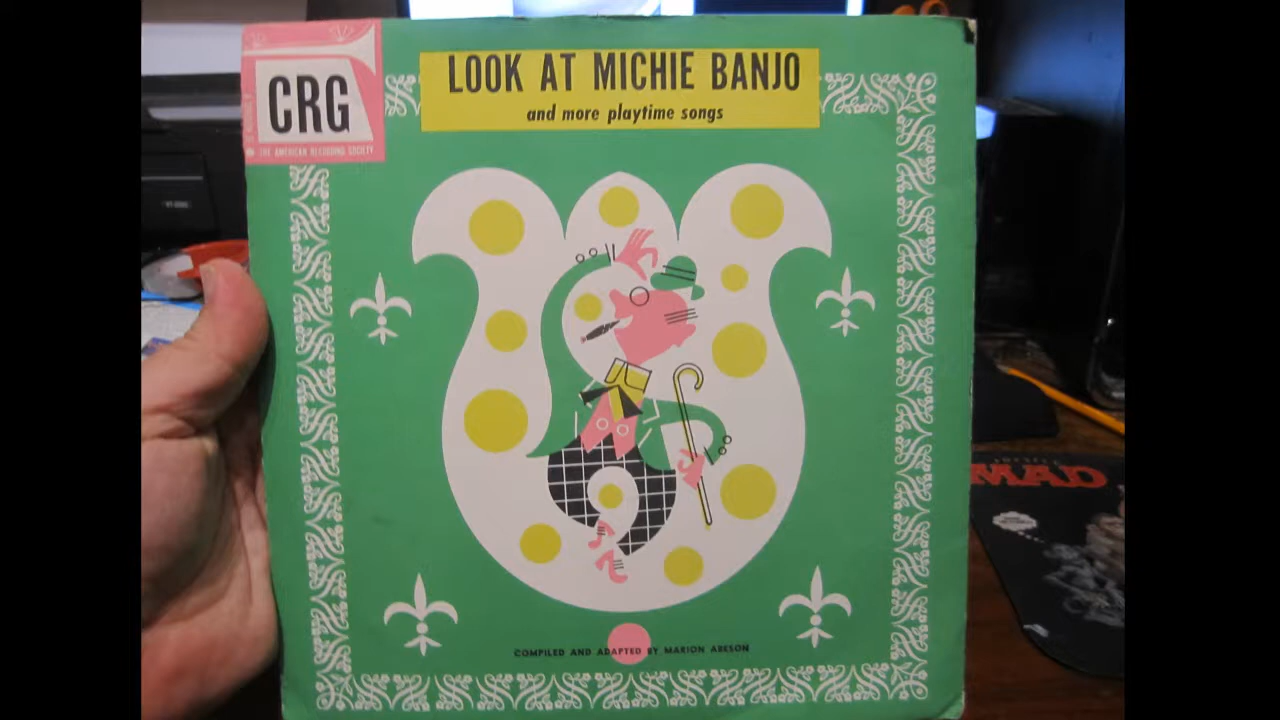 CRG
THE AMERICAN RECORDING SOCIETY
LOOK AT MICHIE BANJO
and more playtime songs
COMPILED AND ADAPTED BY MARION ABESON
MAD